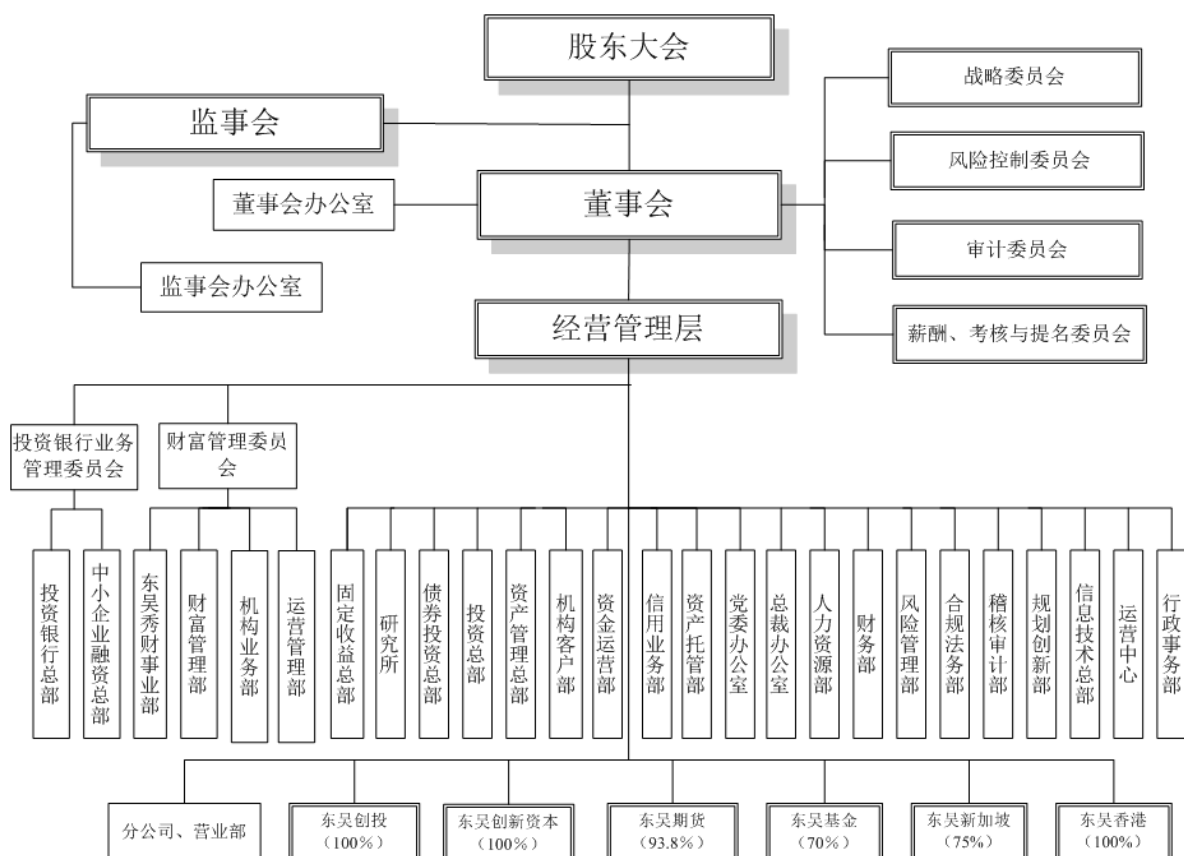 股东大会
战略委员会
监事会
风险控制委员会
董事会办公室
董事会
审计委员会
监事会办公室
经营管理层
薪酬、考核与提名委员会
投资银行业务
管理委员会
财富管理委员
会
投资银行总部
中小企业融资总部
东吴秀财事业部
财富管理部
机构业务部
运营管理部
固定收益总部
研究所
债券投资总部
投资总部
资产管理总部
机构客户部
资金运营部
信用业务部
资产托管部
党委办公室
总裁办公室
人力资源部
财务部
风险管理部
合规法务部
稽核审计部
规划创新部
信息技术总部
运营中心
行政事务部
分公司、营业部
东吴创投
（100%）
东吴创新资本
（100%）
东吴期货
（93.8%）
东吴基金
（70%）
东吴新加坡
（75%）
东吴香港
（100%）